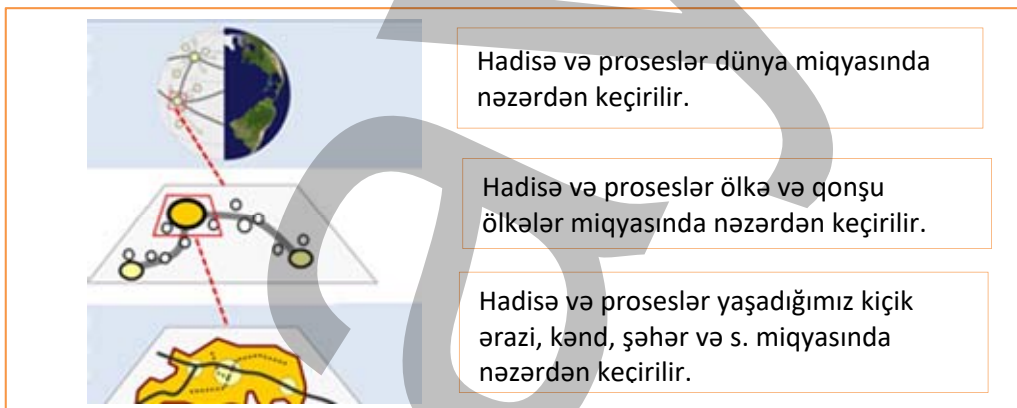 Hadisə və proseslər dünya miqyasında
nəzərdən keçirilir.
Hadisə və proseslər ölkə və qonşu
ölkələr miqyasında nəzərdən keçirilir.
Hadisə və proseslər yaşadığımız kiçik
ərazi, kənd, şəhər və s. miqyasında
nəzərdən keçirilir.